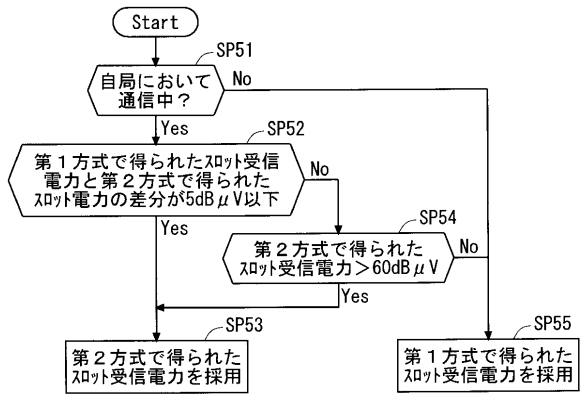 Start
SP51
自局において
通信中？
No
Yes
SP52
第1方式で得られたｽﾛｯﾄ受信
電力と第2方式で得られた
ｽﾛｯﾄ電力の差分が5dBμV以下
No
Yes
SP54
第2方式で得られた
ｽﾛｯﾄ受信電力＞60dBμV
No
Yes
SP53
第2方式で得られた
ｽﾛｯﾄ受信電力を採用
SP55
第1方式で得られた
ｽﾛｯﾄ受信電力を採用